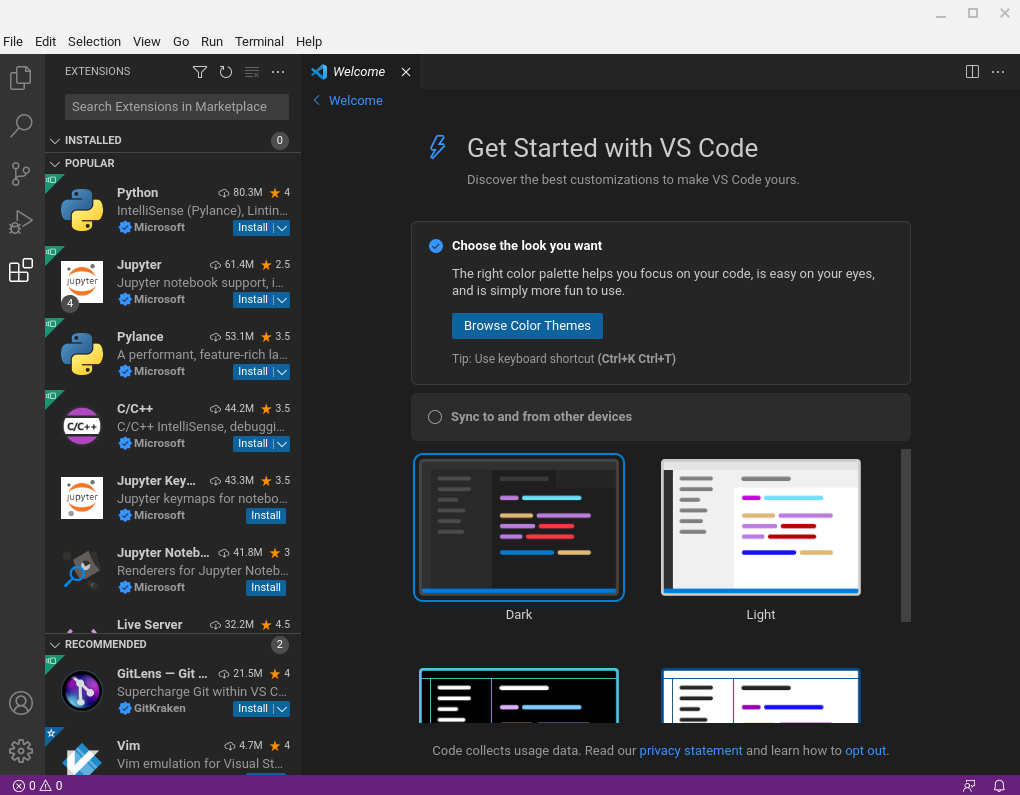 File Edit Selection View Go Run Terminal Help
EXTENSIONS
Search Extensions in Marketplace
INSTALLED 0
POPULAR
Python 80.3M 4
IntelliSense (Pylance), Lintin...
Microsoft Install
jupyter
4
Jupyter 61.4M 2.5
Jupyter notebook support, i...
Microsoft Install
Pylance 53.1M 3.5
A performant, feature-rich la...
Microsoft Install
C/C++
C/C++ 44.2M 3.5
C/C++ IntelliSense, debuggi...
Microsoft Install
jupyter
Jupyter Key... 43.3M 3.5
Jupyter keymaps for notebo...
Microsoft Install
Jupyter Noteb... 41.8M 3
Renderers for Jupyter Noteb...
Microsoft Install
Live Server 32.2M 4.5
RECOMMENDED 2
GitLens — Git ... 21.5M 4
Supercharge Git within VS C...
GitKraken Install
Vim 4.7M 4
Vim emulation for Visual St...
Welcome
Welcome
Get Started with VS Code
Discover the best customizations to make VS Code yours.
Choose the look you want
The right color palette helps you focus on your code, is easy on your eyes,
and is simply more fun to use.
Browse Color Themes
Tip: Use keyboard shortcut (Ctrl+K Ctrl+T)
Sync to and from other devices
Dark Light
Code collects usage data. Read our privacy statement and learn how to opt out.
0 0